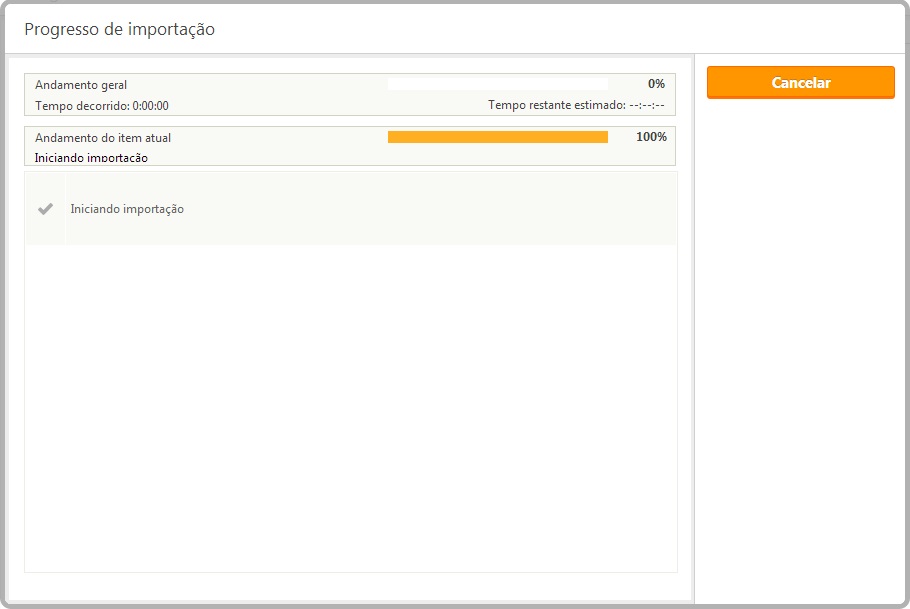 Progresso de importação
Andamento geral 0%
Tempo decorrido: 0:00:00 Tempo restante estimado: --:--:--
Cancelar
Andamento do item atual 100%
Iniciando importação
Iniciando importação